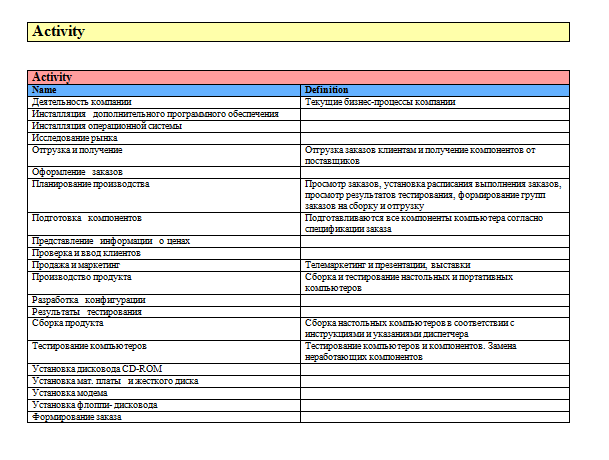 Activity
Activity
Name Definition
Деятельность компании Текущие бизнес-процессы компании
Инсталляция дополнительного программного обеспечения
Инсталляция операционной системы
Исследование рынка
Отгрузка и получение Отгрузка заказов клиентам и получение компонентов от
поставщиков
Оформление заказов
Планирование производства Просмотр заказов, установка расписания выполнения заказов,
просмотр результатов тестирования, формирование групп
заказов на сборку и отгрузку
Подготовка компонентов Подготавливаются все компоненты компьютера согласно
спецификации заказа
Представление информации о ценах
Проверка и ввод клиентов
Продажа и маркетинг Телемаркетинг и презентации, выставки
Производство продукта Сборка и тестирование настольных и портативных
компьютеров
Разработка конфигурации
Результаты тестирования
Сборка продукта Сборка настольных компьютеров в соответствии с
инструкциями и указаниями диспетчера
Тестирование компьютеров Тестирование компьютеров и компонентов. Замена
неработающих компонентов
Установка дисковода CD-ROM
Установка мат. платы и жесткого диска
Установка модема
Установка флоппи- дисковода
Формирование заказа